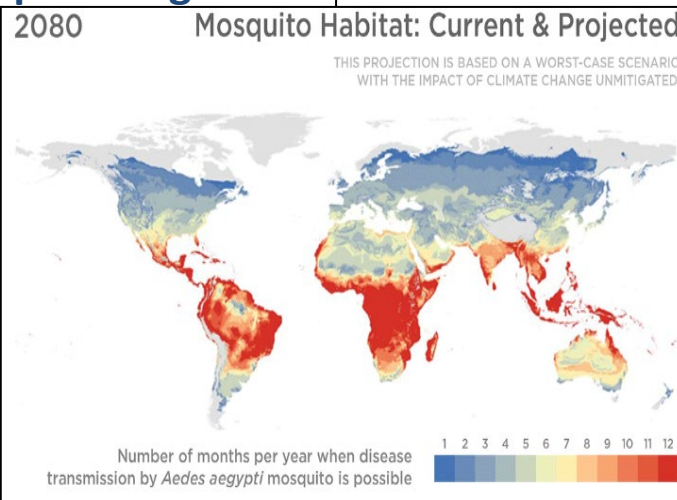 2080
Mosquito Habitat: Current & Projected
THIS PROJECTION IS BASED ON A WORST-CASE SCENARIO
WITH THE IMPACT OF CLIMATE CHANGE UNMITIGATED
1 2 3 4 5 6 7 8 9 10 11 12
Number of months per year when disease
transmission by Aedes aegypti mosquito is possible